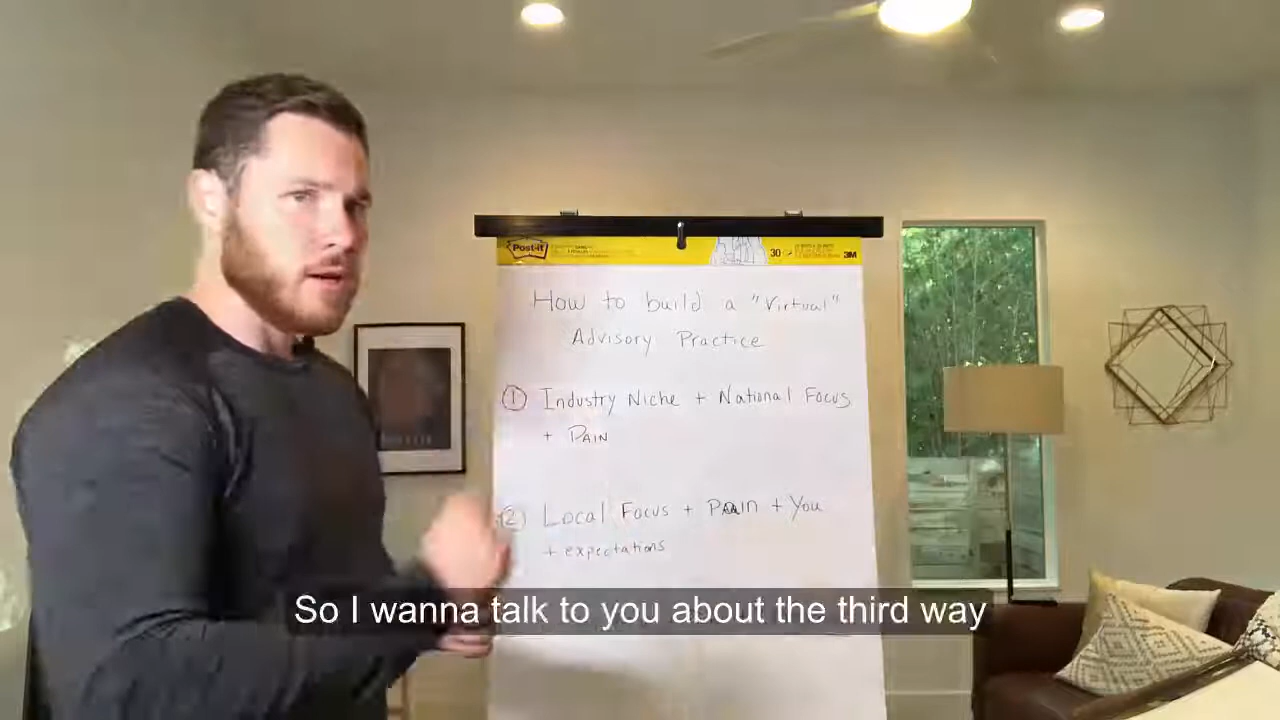 Post-it
30
3M
How to build a "Virtual"
Advisory Practice
① Industry Niche + National Focus
+ PAIN
② Local Focus + PAIN + You
+ expectations
So I wanna talk to you about the third way